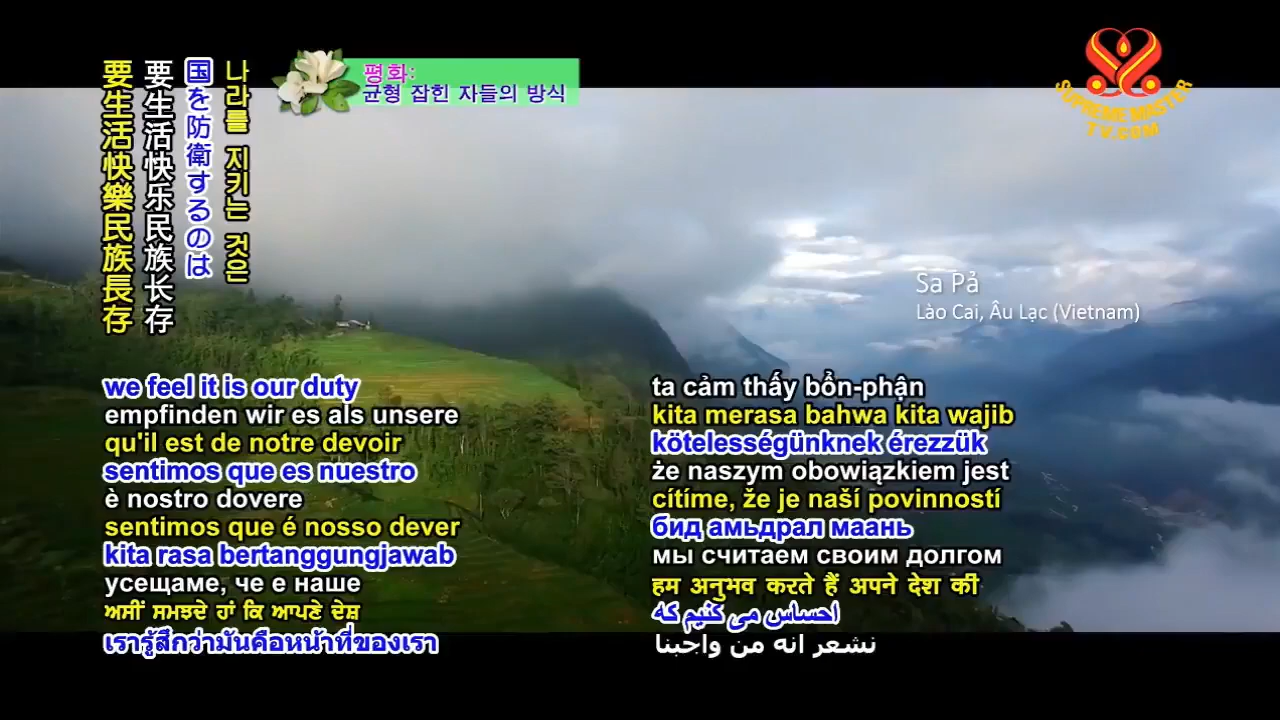 평화:
균형 잡힌 자들의 방식
SUPREME MASTER
TV.COM
나라를 지키는 것은
国を防衛するのは
要生活快乐民族长存
要生活快樂民族長存
Sa Pả
Lào Cai, Âu Lạc (Vietnam)
we feel it is our duty
empfinden wir es als unsere
qu'il est de notre devoir
sentimos que es nuestro
è nostro dovere
sentimos que é nosso dever
kita rasa bertanggungjawab
усещаме, че е наше
ਅਸੀਂ ਸਮਝਦੇ ਹਾਂ ਕਿ ਆਪਣੇ ਦੇਸ਼
เรารู้สึกว่ามันคือหน้าที่ของเรา
ta cảm thấy bổn-phận
kita merasa bahwa kita wajib
kötelességünknek érezzük
że naszym obowiązkiem jest
cítíme, že je naší povinností
бид амьдрал маань
мы считаем своим долгом
हम अनुभव करते हैं अपने देश की
احساس می کنیم که
نشعر انه من واجبنا